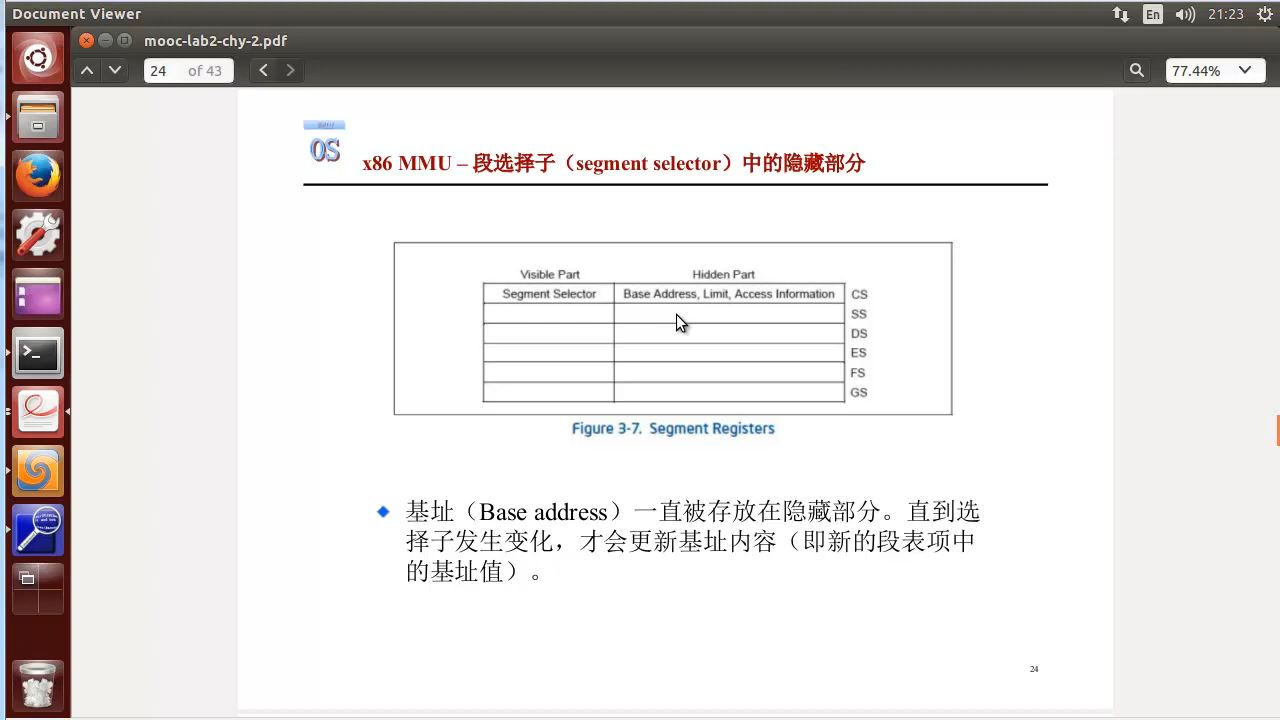 Document Viewer
En
21:23
mooc-lab2-chy-2.pdf
24 of 43
77.44%
OS
x86 MMU – 段选择子（segment selector）中的隐藏部分
Visible Part Hidden Part
Segment Selector Base Address, Limit, Access Information CS
SS
DS
ES
FS
GS
Figure 3-7. Segment Registers
基址（Base address）一直被存放在隐藏部分。直到选
择子发生变化，才会更新基址内容（即新的段表项中
的基址值）。
24